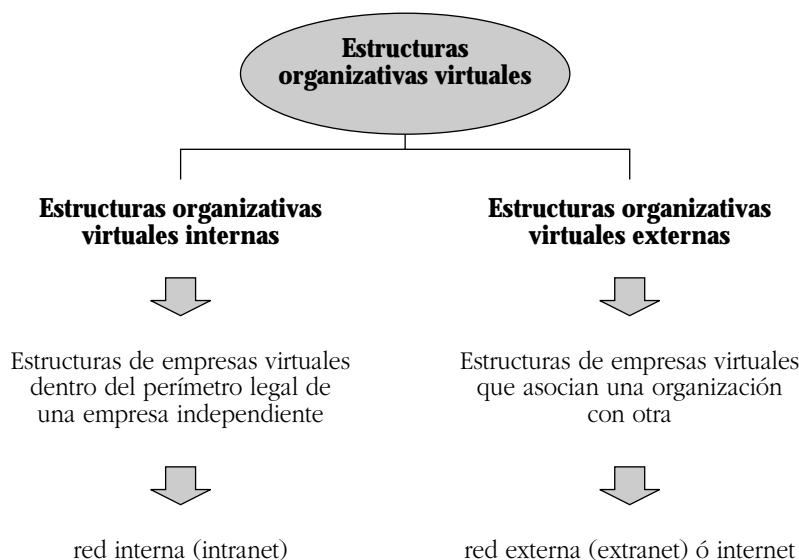 Estructuras
organizativas virtuales
Estructuras organizativas
virtuales internas
Estructuras organizativas
virtuales externas
Estructuras de empresas virtuales
dentro del perímetro legal de
una empresa independiente
Estructuras de empresas virtuales
que asocian una organización
con otra
red interna (intranet)
red externa (extranet) ó internet